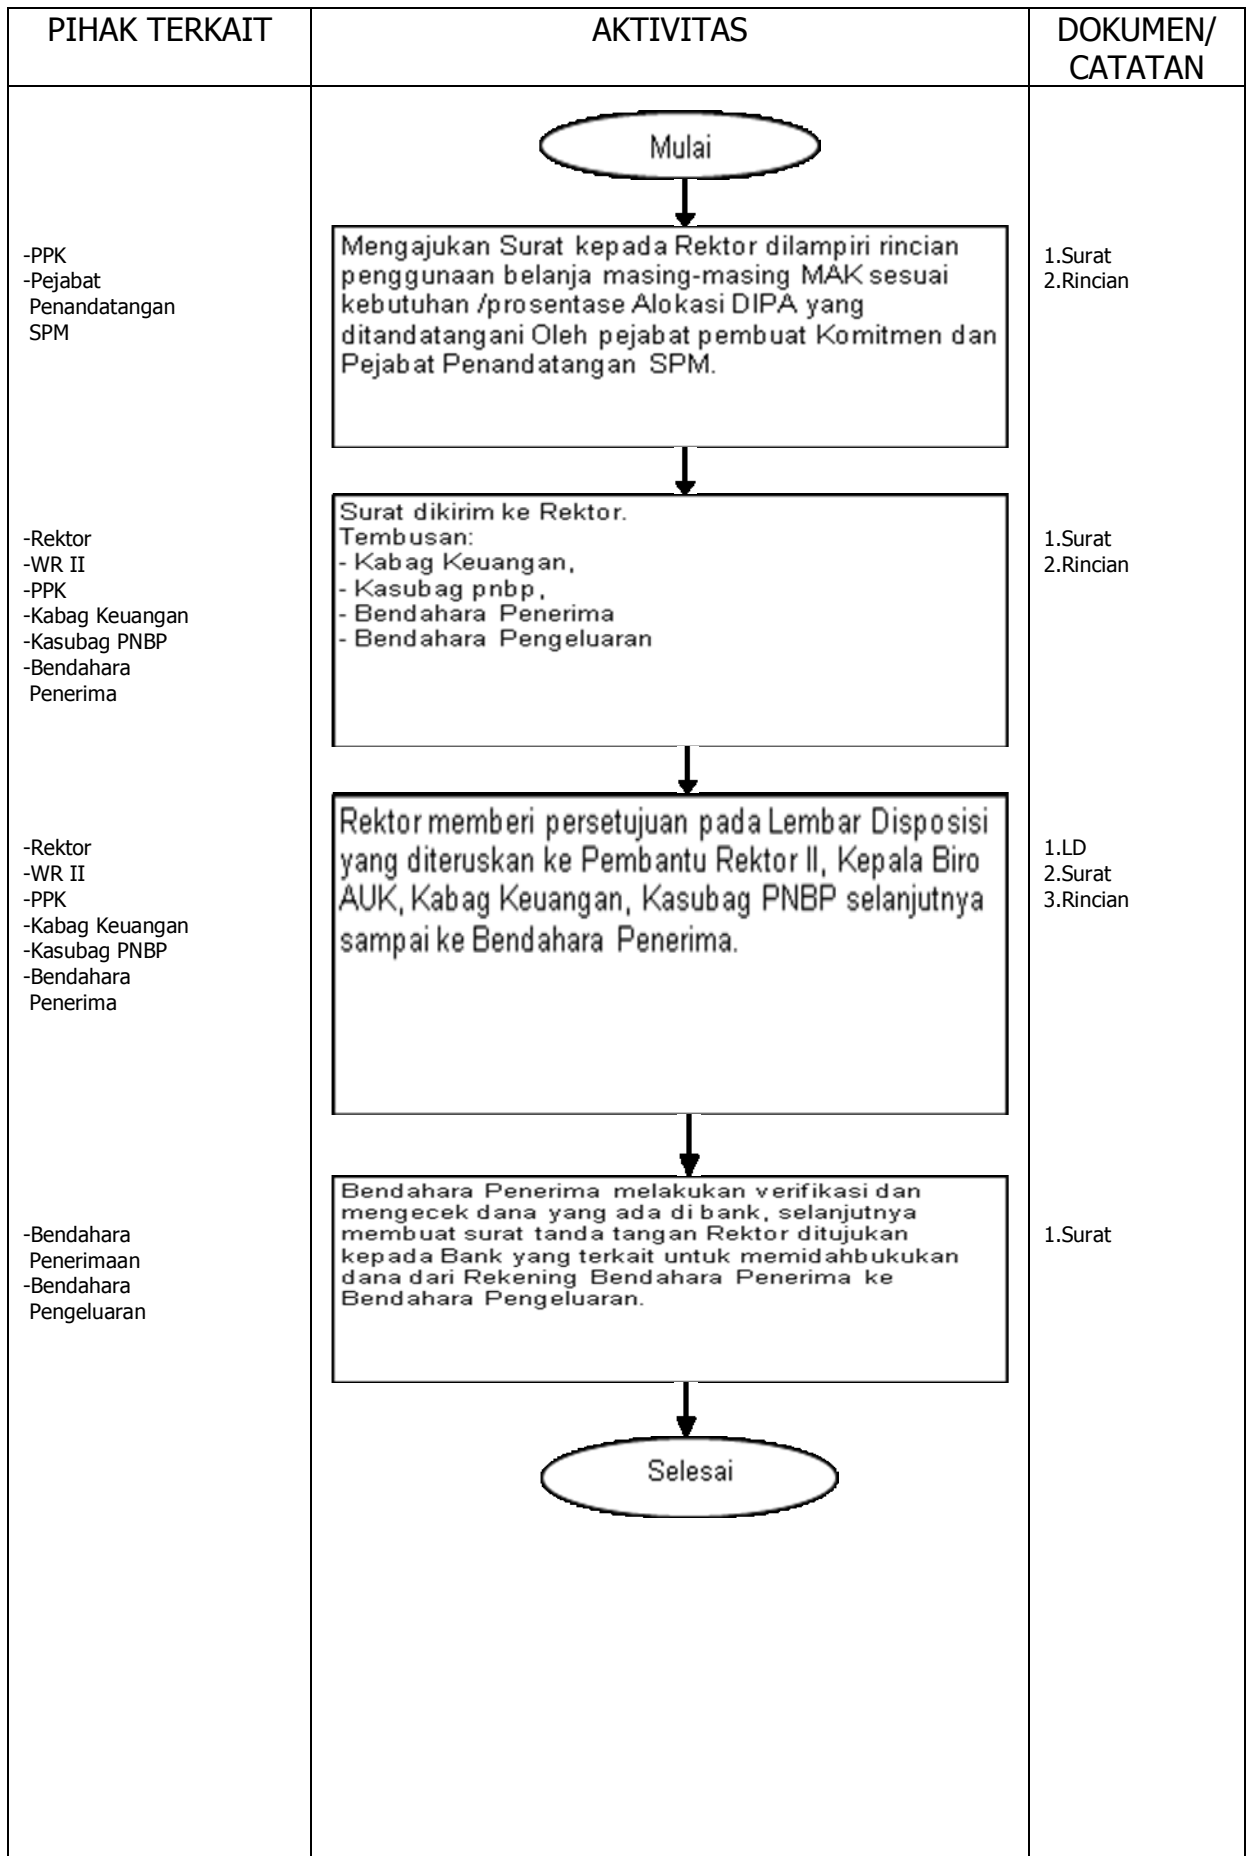 PIHAK TERKAIT
AKTIVITAS
DOKUMEN/
CATATAN
Mulai
-PPK
-Pejabat
Penandatangan
SPM
Mengajukan Surat kepada Rektor dilampiri rincian
penggunaan belanja masing-masing MAK sesuai
kebutuhan /prosentase Alokasi DIPA yang
ditandatangani Oleh pejabat pembuat Komitmen dan
Pejabat Penandatangan SPM.
1.Surat
2.Rincian
-Rektor
-WR II
-PPK
-Kabag Keuangan
-Kasubag PNBP
-Bendahara
Penerima
Surat dikirim ke Rektor.
Tembusan:
- Kabag Keuangan,
- Kasubag pnbp,
- Bendahara Penerima
- Bendahara Pengeluaran
1.Surat
2.Rincian
-Rektor
-WR II
-PPK
-Kabag Keuangan
-Kasubag PNBP
-Bendahara
Penerima
Rektor memberi persetujuan pada Lembar Disposisi
yang diteruskan ke Pembantu Rektor II, Kepala Biro
AUK, Kabag Keuangan, Kasubag PNBP selanjutnya
sampai ke Bendahara Penerima.
1.LD
2.Surat
3.Rincian
-Bendahara
Penerimaan
-Bendahara
Pengeluaran
Bendahara Penerima melakukan verifikasi dan
mengecek dana yang ada di bank, selanjutnya
membuat surat tanda tangan Rektor ditujukan
kepada Bank yang terkait untuk memidahbukukan
dana dari Rekening Bendahara Penerima ke
Bendahara Pengeluaran.
1.Surat
Selesai